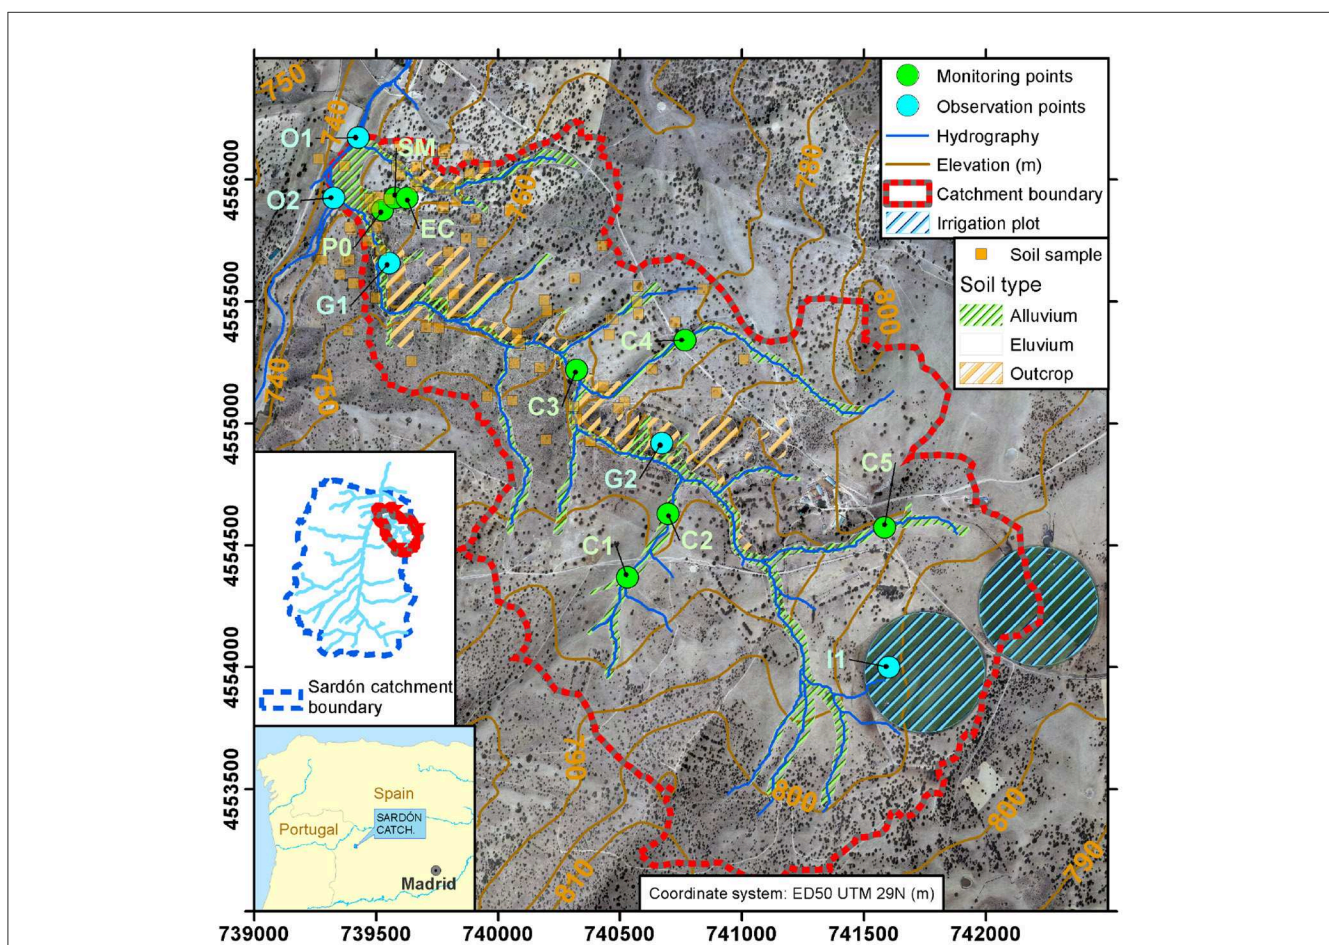 750
740
O1
SM
O2
P0
EC
G1
760
780
800
740
750
C4
C3
G2
C5
C2
C1
I1
790
800
800
810
790
Monitoring points
Observation points
Hydrography
Elevation (m)
Catchment boundary
Irrigation plot
Soil sample
Soil type
Alluvium
Eluvium
Outcrop
Sardón catchment
boundary
Spain
Portugal
SARDÓN
CATCH.
Madrid
Coordinate system: ED50 UTM 29N (m)
4556000
4555500
4555000
4554500
4554000
4553500
739000 739500 740000 740500 741000 741500 742000